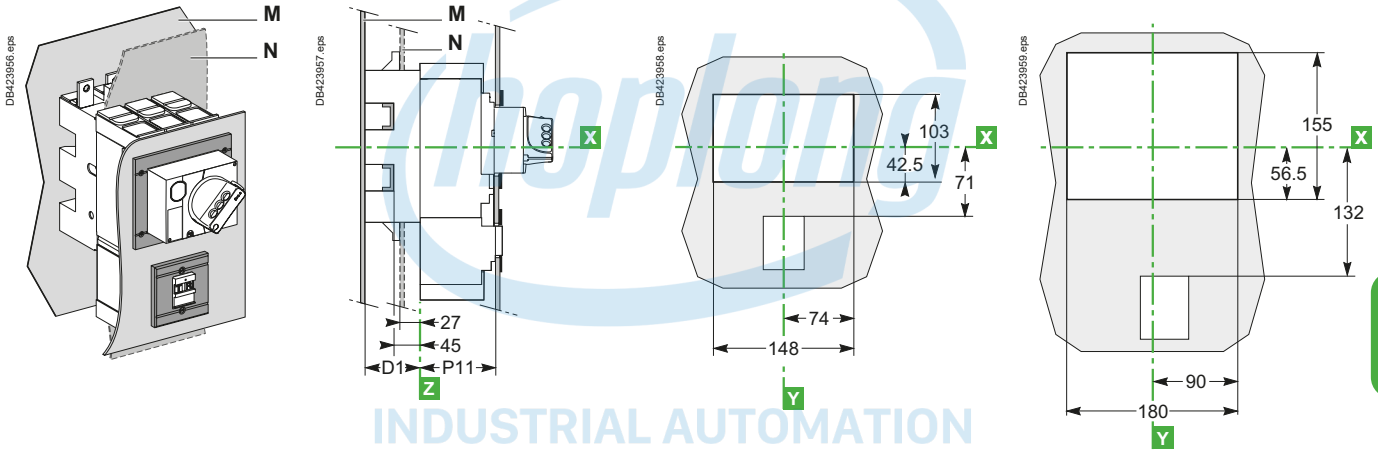 DB423956.eps
M
N
DB423957.eps
M
N
X
27
45
D1
P11
Z
DB423958.eps
X
103
42.5
71
74
148
Y
DB423959.eps
X
155
56.5
132
90
180
Y
hoplong
INDUSTRIAL AUTOMATION